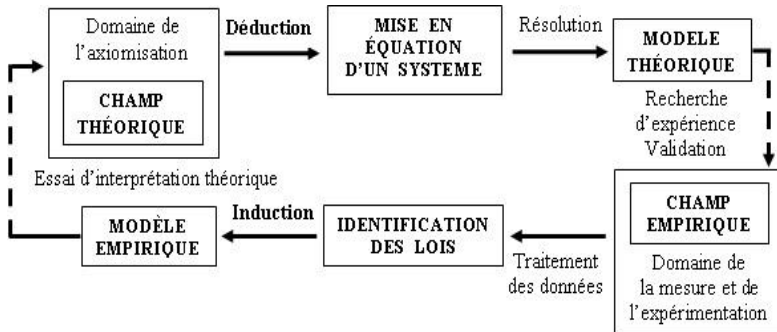 Domaine de
l'axiomisation
CHAMP
THÉORIQUE
Déduction
MISE EN
ÉQUATION
D'UN SYSTEME
Résolution
MODELE
THÉORIQUE
Recherche
d'expérience
Validation
CHAMP
EMPIRIQUE
Domaine de
la mesure et de
l'expérimentation
Traitement
des données
IDENTIFICATION
DES LOIS
Induction
MODÈLE
EMPIRIQUE
Essai d'interprétation théorique